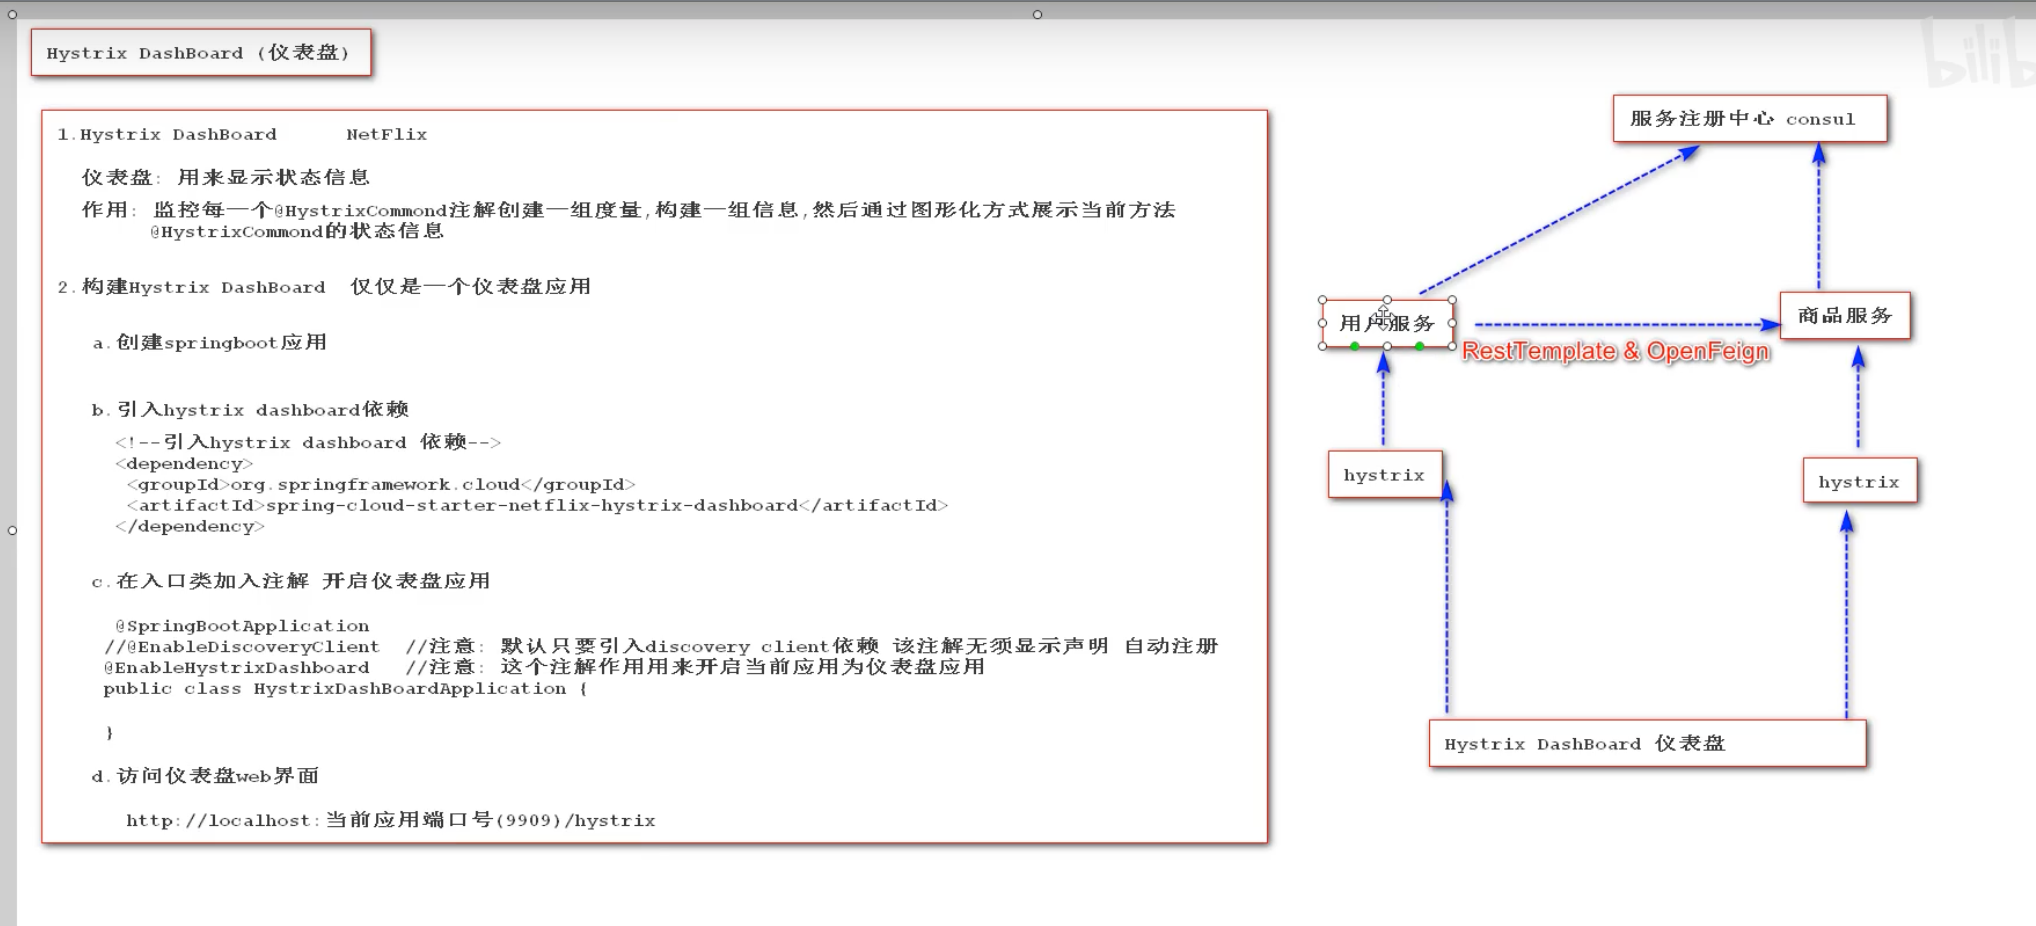 Hystrix DashBoard (仪表盘)
1.Hystrix DashBoard NetFlix
仪表盘: 用来显示状态信息
作用: 监控每一个@HystrixCommond注解创建一组度量,构建一组信息,然后通过图形化方式展示当前方法
@HystrixCommond的状态信息
2.构建Hystrix DashBoard 仅仅是一个仪表盘应用
a.创建springboot应用
b.引入hystrix dashboard依赖
<!--引入hystrix dashboard 依赖-->
<dependency>
<groupId>org.springframework.cloud</groupId>
<artifactId>spring-cloud-starter-netflix-hystrix-dashboard</artifactId>
</dependency>
c.在入口类加入注解 开启仪表盘应用
@SpringBootApplication
//@EnableDiscoveryClient //注意: 默认只要引入discovery client依赖 该注解无须显示声明 自动注册
@EnableHystrixDashboard //注意: 这个注解作用用来开启当前应用为仪表盘应用
public class HystrixDashBoardApplication {
}
d.访问仪表盘web界面
http://localhost:当前应用端口号(9909)/hystrix
服务注册中心 consul
用户服务
商品服务
RestTemplate & OpenFeign
hystrix
hystrix
Hystrix DashBoard 仪表盘